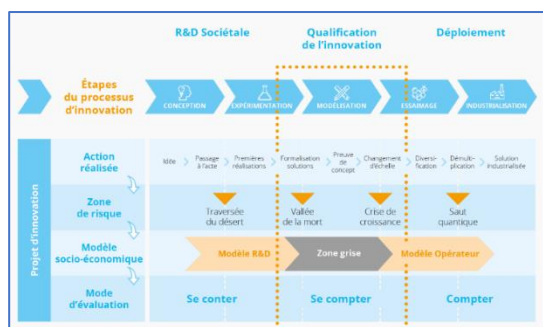 R&D Sociétale
Qualification
de l'innovation
Déploiement
Étapes
du processus
d'innovation
CONCEPTION
EXPÉRIMENTATION
MODÉLISATION
ESSAIMAGE
INDUSTRIALISATION
Projet d'innovation
Action
réalisée
Idée
Passage
à l'acte
Premières
réalisations
Formalisation
solutions
Preuve de
concept
Changement
d'échelle
Diversi-
fication
Démulti-
plication
Solution
industrialisée
Zone
de risque
Traversée
du désert
Vallée
de la mort
Crise de
croissance
Saut
quantique
Modèle
socio-économique
Modèle R&D
Zone grise
Modèle Opérateur
Mode
d'évaluation
Se conter
Se compter
Compter